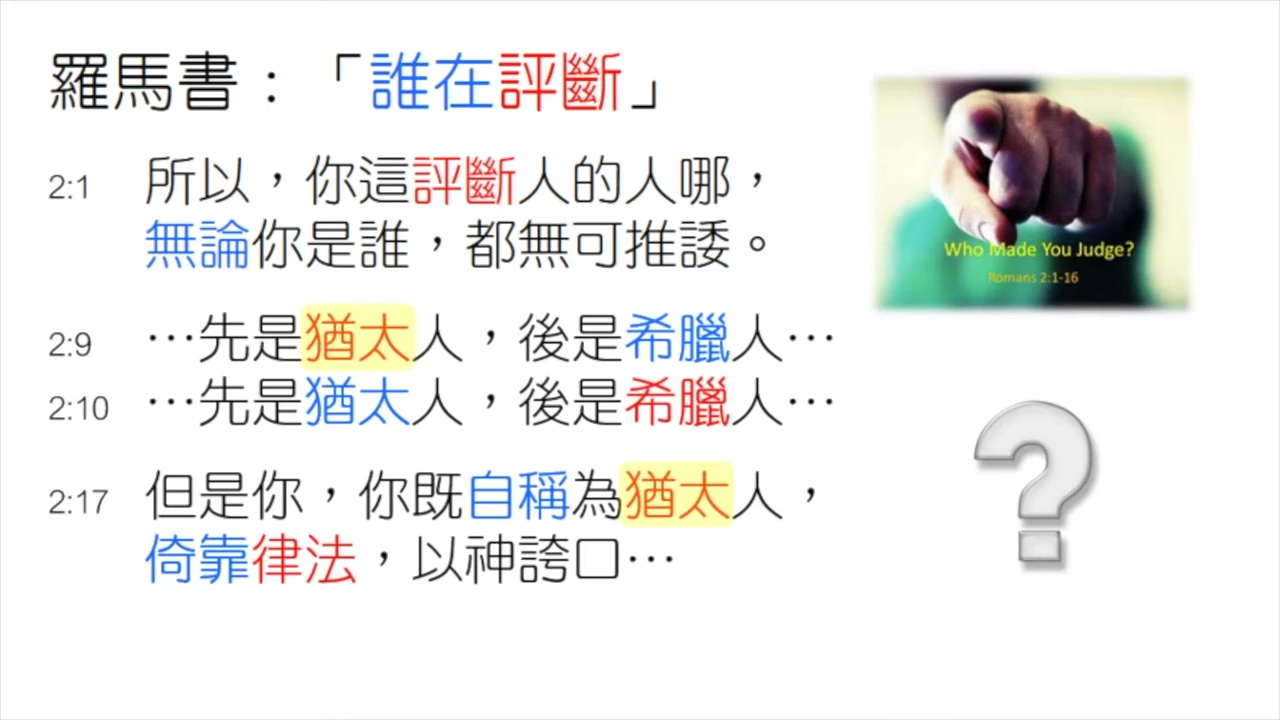 羅馬書：「誰在評斷」
2:1 所以，你這評斷人的人哪，
無論你是誰，都無可推諉。
2:9 …先是猶太人，後是希臘人…
2:10 …先是猶太人，後是希臘人…
2:17 但是你，你既自稱為猶太人，
倚靠律法，以神誇口…
Who Made You Judge?
Romans 2:1-16
?